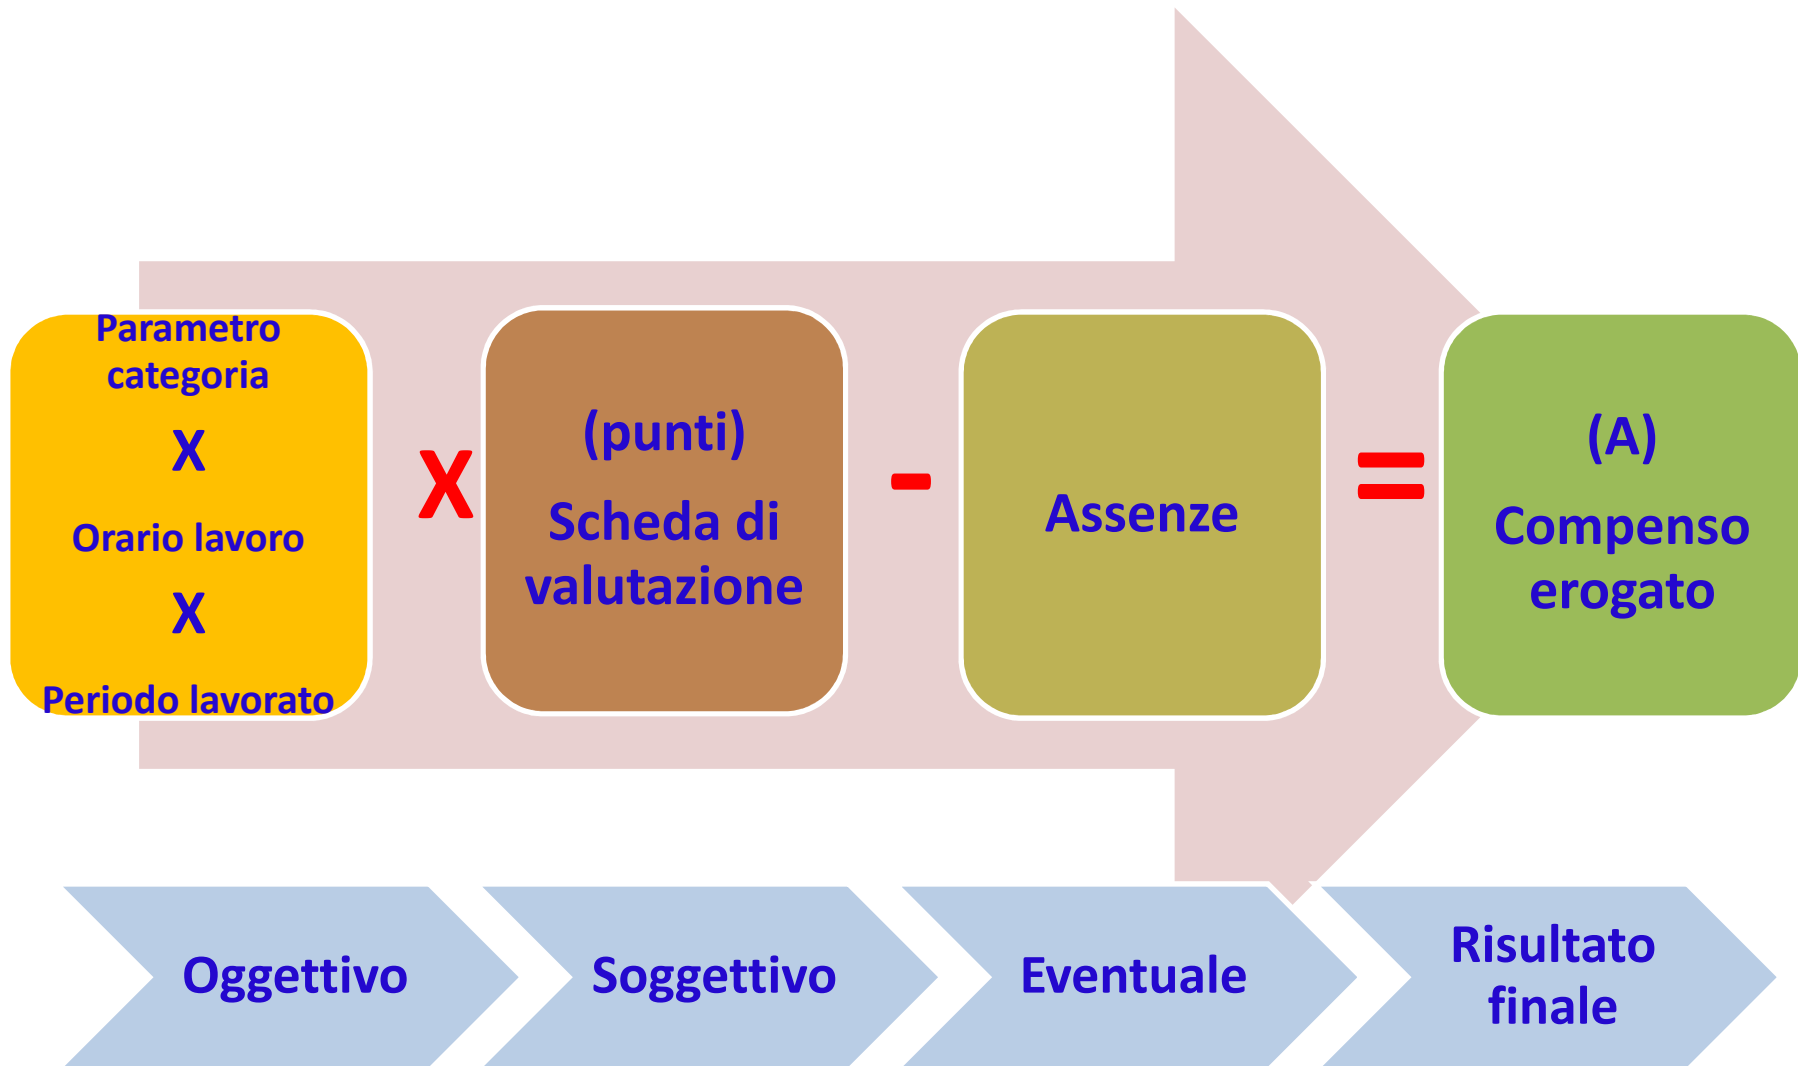 Parametro
categoria
X
Orario lavoro
X
Periodo lavorato
X
(punti)
Scheda di
valutazione
-
Assenze
=
(A)
Compenso
erogato
Oggettivo
Soggettivo
Eventuale
Risultato
finale